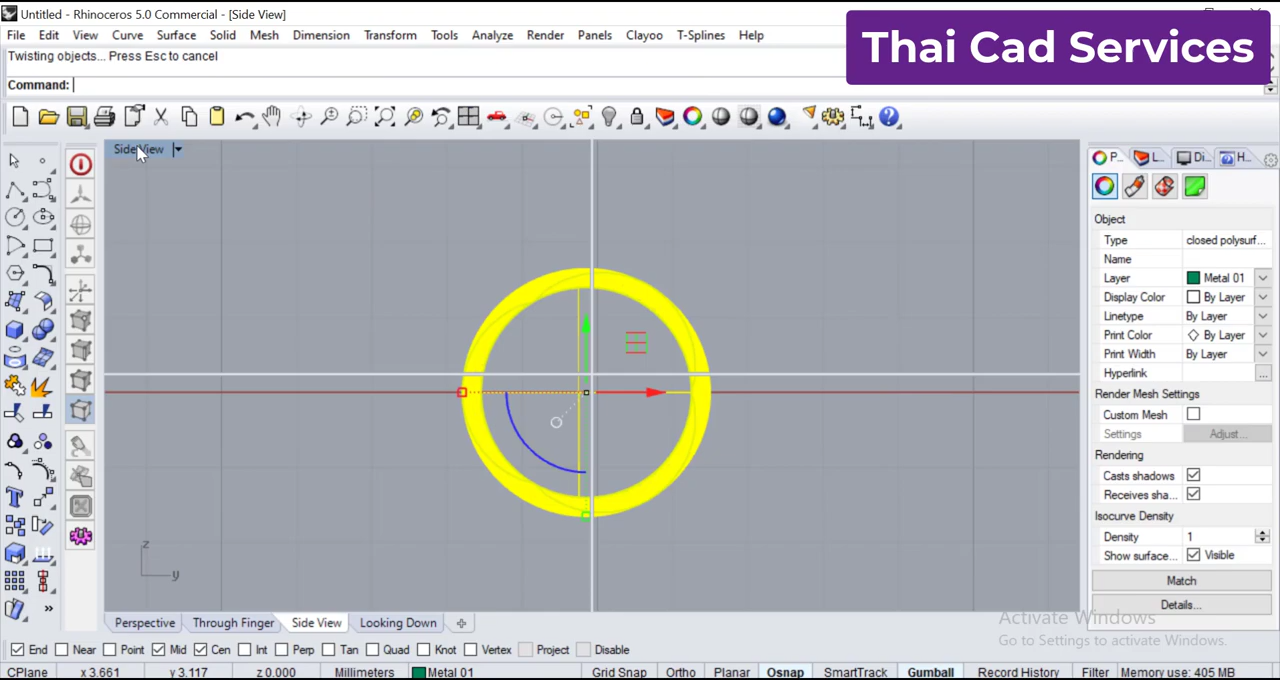 Untitled - Rhinoceros 5.0 Commercial - [Side View]
File Edit View Curve Surface Solid Mesh Dimension Transform Tools Analyze Render Panels Clayoo T-Splines Help
Thai Cad Services
Twisting objects... Press Esc to cancel
Command:
Side View
P... L... Di... H...
Object
Type closed polysurf...
Name
Layer Metal 01
Display Color By Layer
Linetype By Layer
Print Color By Layer
Print Width By Layer
Hyperlink ...
Render Mesh Settings
Custom Mesh
Settings Adjust...
Rendering
Casts shadows
Receives sha...
Isocurve Density
Density 1
Show surface... Visible
Match
Details...
z
y
Perspective Through Finger Side View Looking Down
Activate Windows
Go to Settings to activate Windows.
End Near Point Mid Cen Int Perp Tan Quad Knot Vertex Project Disable
CPlane x 3.661 y 3.117 z 0.000 Millimeters Metal 01 Grid Snap Ortho Planar Osnap SmartTrack Gumball Record History Filter Memory use: 405 MB